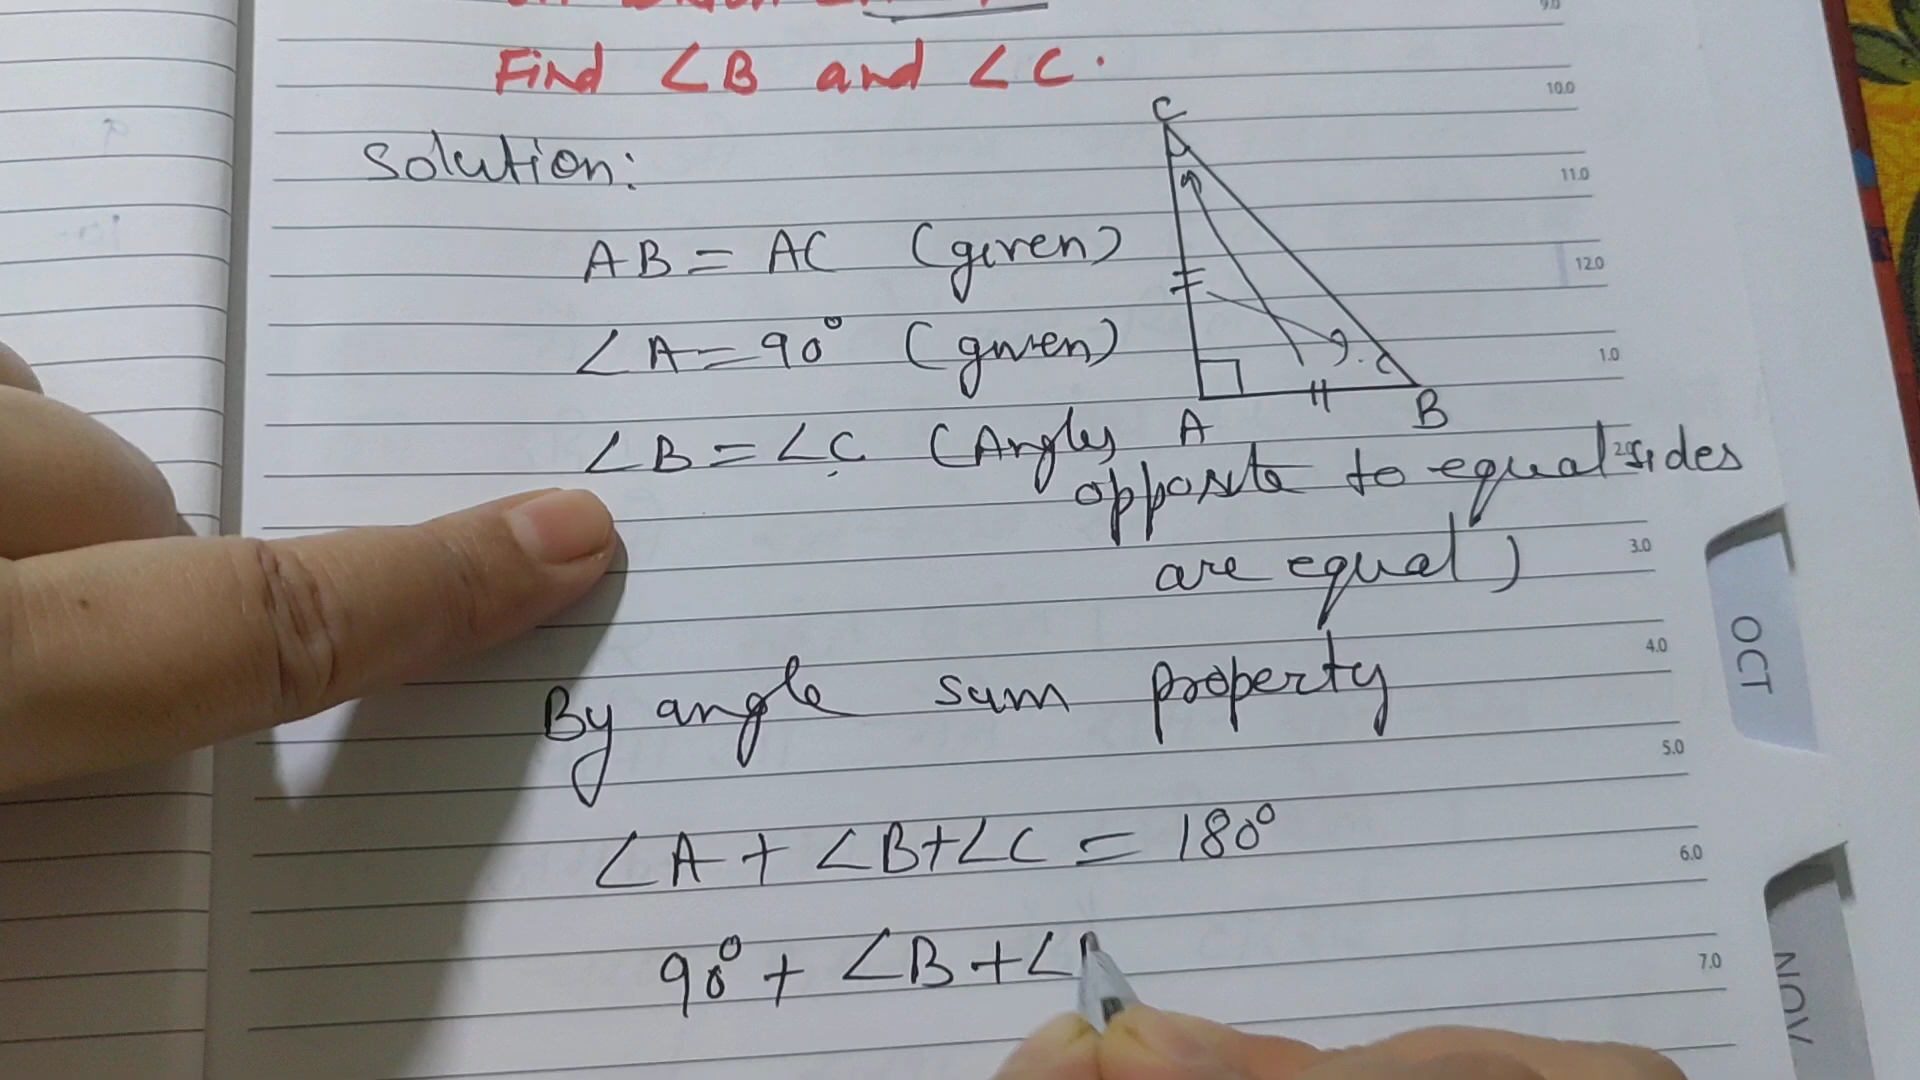 Find ∠B and ∠C.
Solution:
AB = AC (given)
∠A = 90° (given)
∠B = ∠C (Angles
opposite to equal sides
are equal)
By angle sum property
∠A + ∠B + ∠C = 180°
90° + ∠B + ∠
C
A
B
9.0
10.0
11.0
12.0
1.0
3.0
4.0
5.0
6.0
7.0
OCT
NOV